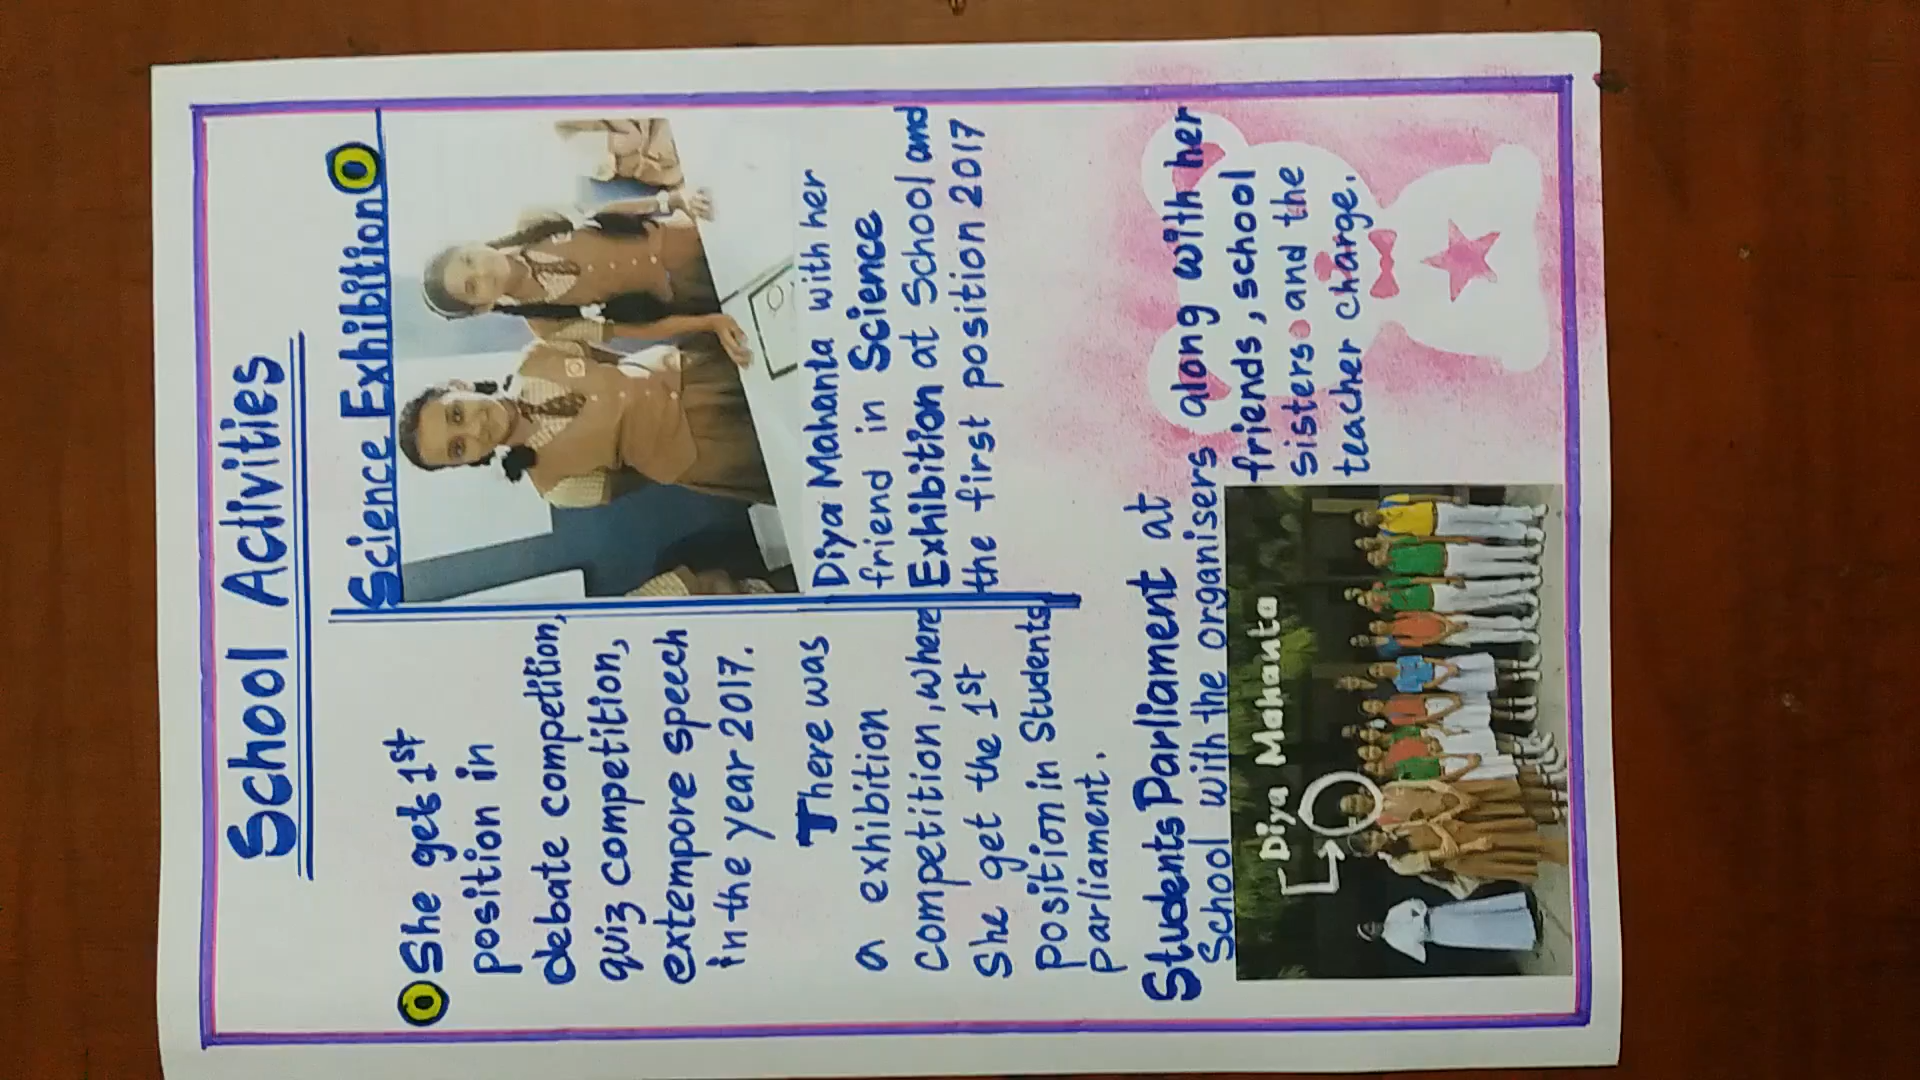 School Activities
She gets 1st
position in
debate competition,
quiz competition,
extempore speech
in the year 2017.
There was
a exhibition
competition, where
She get the 1st
position in Students
parliament.
Science Exhibition
Diya Mahanta with her
friend in Science
Exhibition at School and
the first position 2017
Students Parliament at
School with the organisers along with her
friends, school
sisters and the
teacher charge.
Diya Mahanta